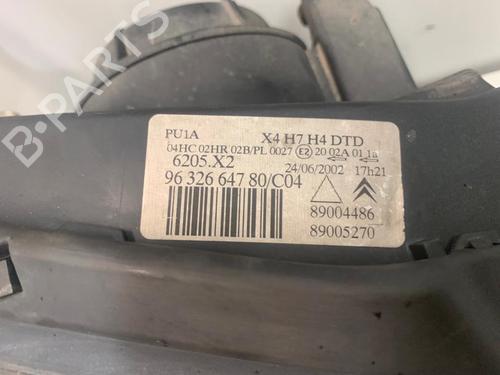 PU1A X4 H7 H4 DTD
04HC 02HR 02B/PL 0027 E2 20 02A 01 1a
6205.X2 24/06/2002 17h21
96 326 647 80/C04
89004486
89005270
B-PARTS